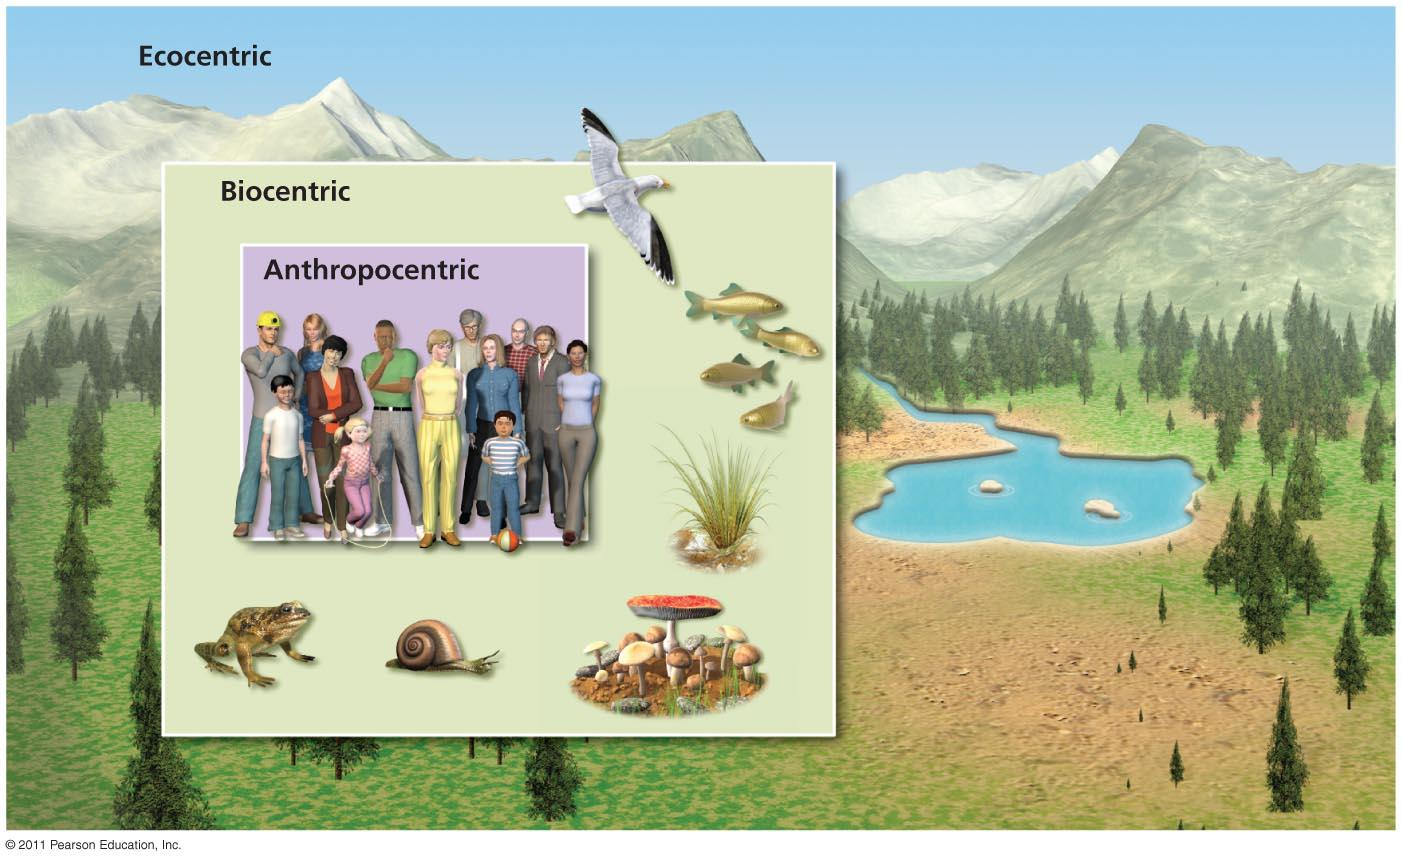 Ecocentric
Biocentric
Anthropocentric
© 2011 Pearson Education, Inc.